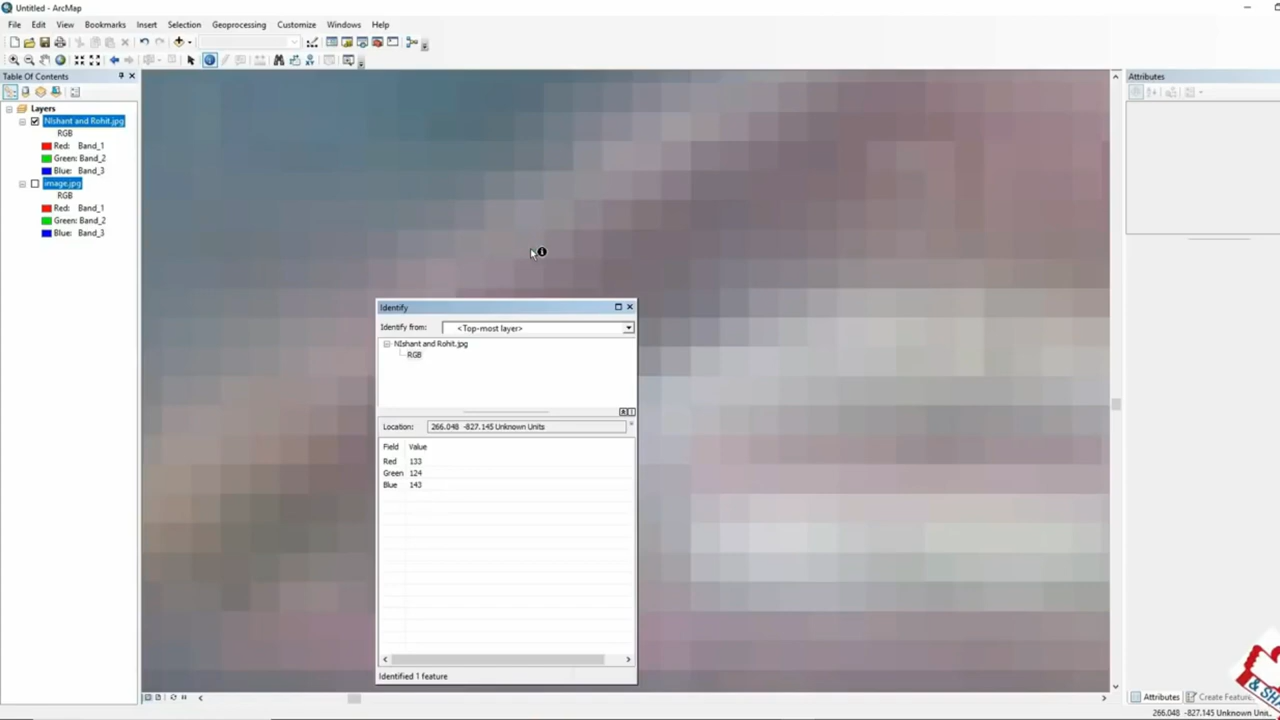 Untitled - ArcMap
File Edit View Bookmarks Insert Selection Geoprocessing Customize Windows Help
Table Of Contents
Attributes
Layers
NIshant and Rohit.jpg
RGB
Red: Band_1
Green: Band_2
Blue: Band_3
image.jpg
RGB
Red: Band_1
Green: Band_2
Blue: Band_3
Identify
Identify from: <Top-most layer>
NIshant and Rohit.jpg
RGB
Location: 266.048 -827.145 Unknown Units
Field Value
Red 133
Green 124
Blue 143
Identified 1 feature
Attributes Create Featur
266.048 -827.145 Unknown Uni